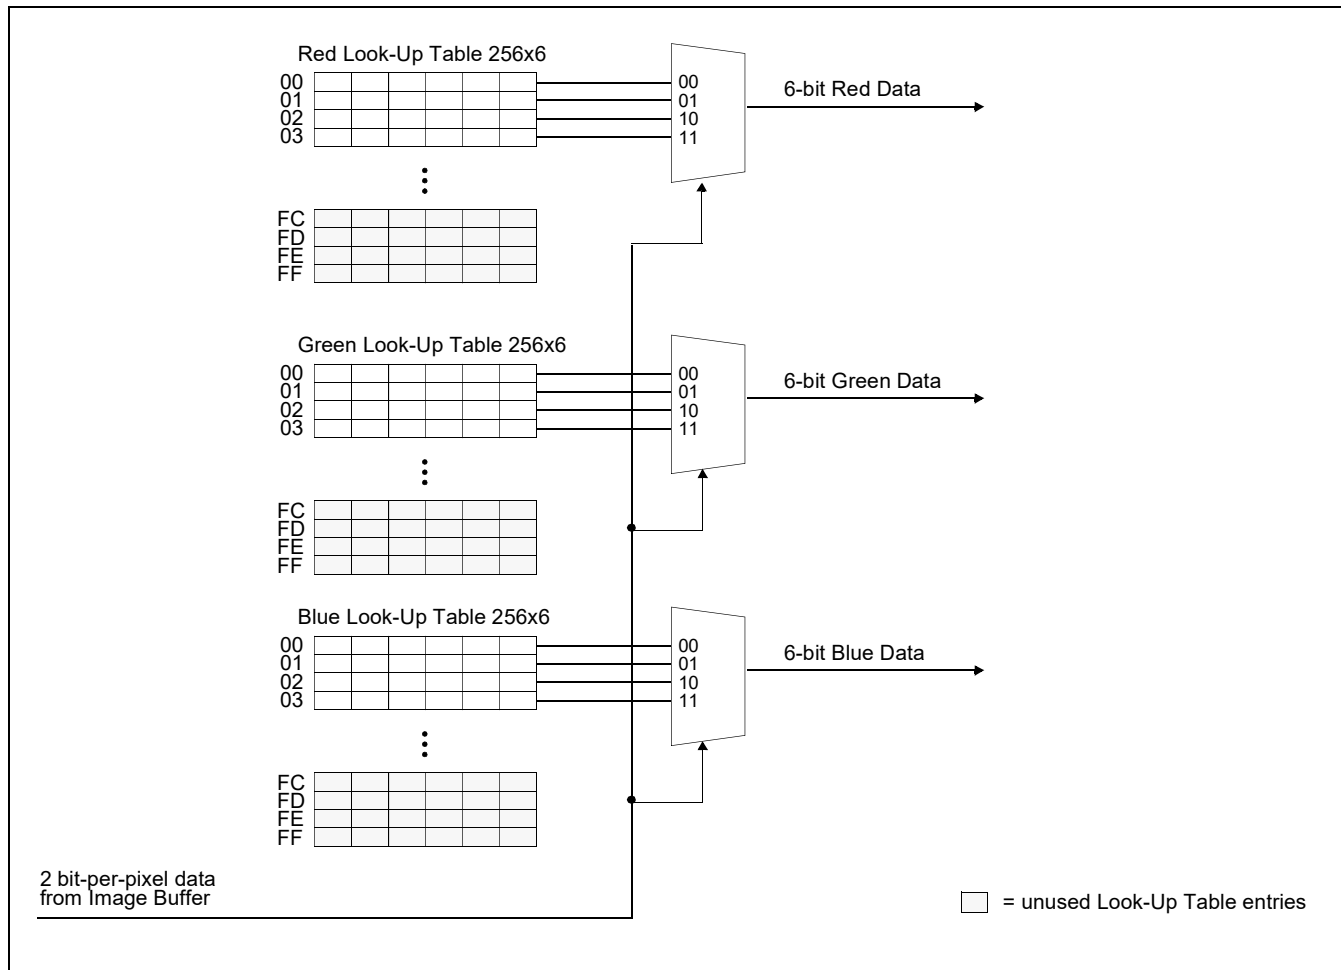 Red Look-Up Table 256x6
00
01
02
03
00
01
10
11
6-bit Red Data
FC
FD
FE
FF
Green Look-Up Table 256x6
00
01
02
03
00
01
10
11
6-bit Green Data
FC
FD
FE
FF
Blue Look-Up Table 256x6
00
01
02
03
00
01
10
11
6-bit Blue Data
FC
FD
FE
FF
2 bit-per-pixel data
from Image Buffer
= unused Look-Up Table entries